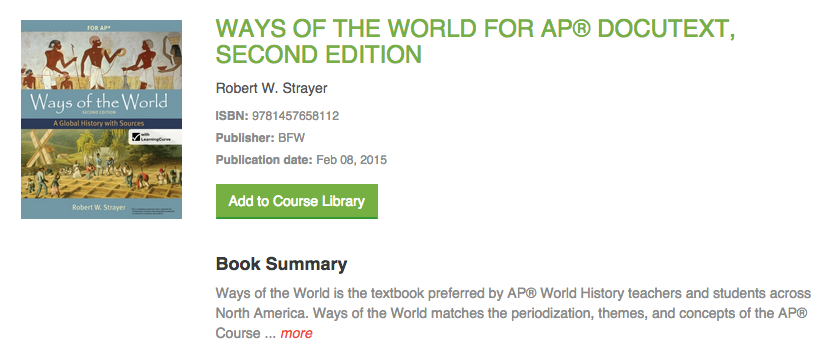 FOR AP®
Ways of the World
SECOND EDITION
A Global History with Sources
with
LearningCurve
Robert W. Strayer
WAYS OF THE WORLD FOR AP® DOCUTEXT,
SECOND EDITION
Robert W. Strayer
ISBN: 9781457658112
Publisher: BFW
Publication date: Feb 08, 2015
Add to Course Library
Book Summary
Ways of the World is the textbook preferred by AP® World History teachers and students across
North America. Ways of the World matches the periodization, themes, and concepts of the AP®
Course ... more